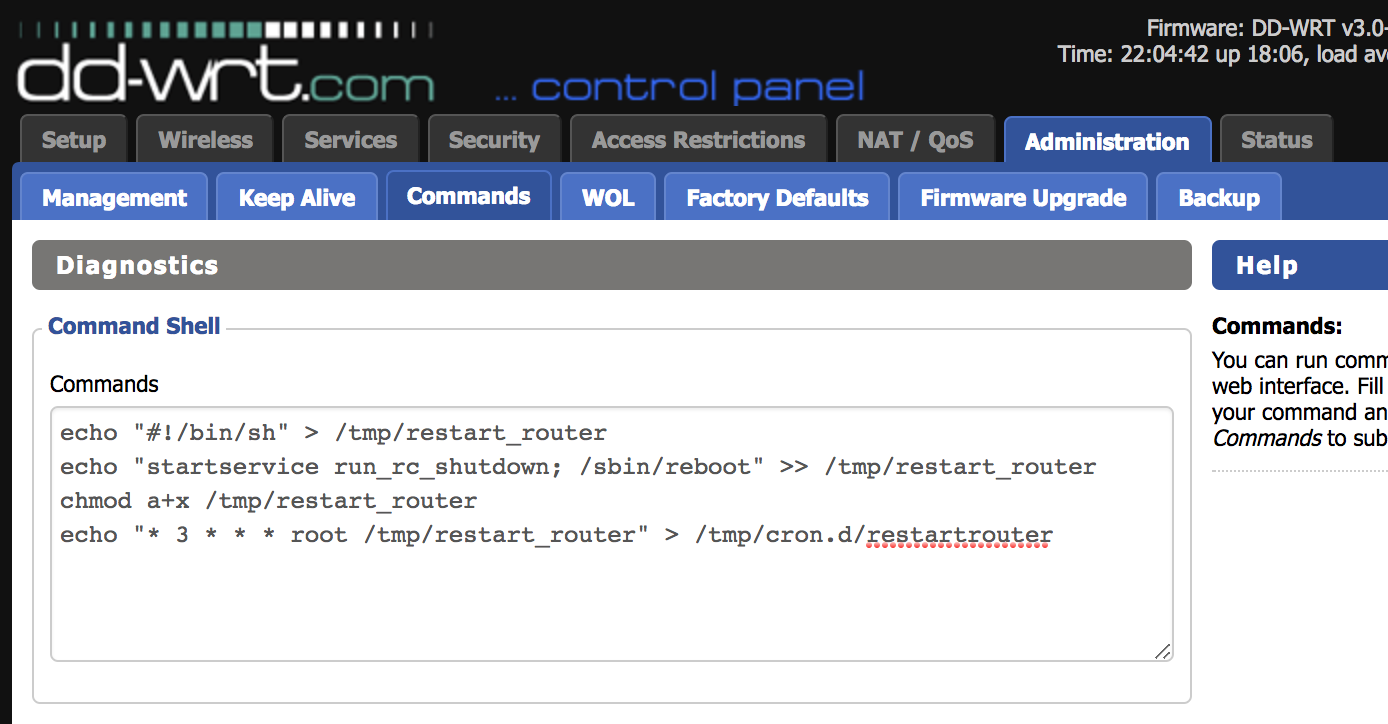 dd-wrt.com ... control panel
Firmware: DD-WRT v3.0-
Time: 22:04:42 up 18:06, load ave
Setup Wireless Services Security Access Restrictions NAT / QoS Administration Status
Management Keep Alive Commands WOL Factory Defaults Firmware Upgrade Backup
Diagnostics
Command Shell
Commands
echo "#!/bin/sh" > /tmp/restart_router
echo "startservice run_rc_shutdown; /sbin/reboot" >> /tmp/restart_router
chmod a+x /tmp/restart_router
echo "* 3 * * * root /tmp/restart_router" > /tmp/cron.d/restartrouter
Help
Commands:
You can run comm
web interface. Fill
your command an
Commands to sub